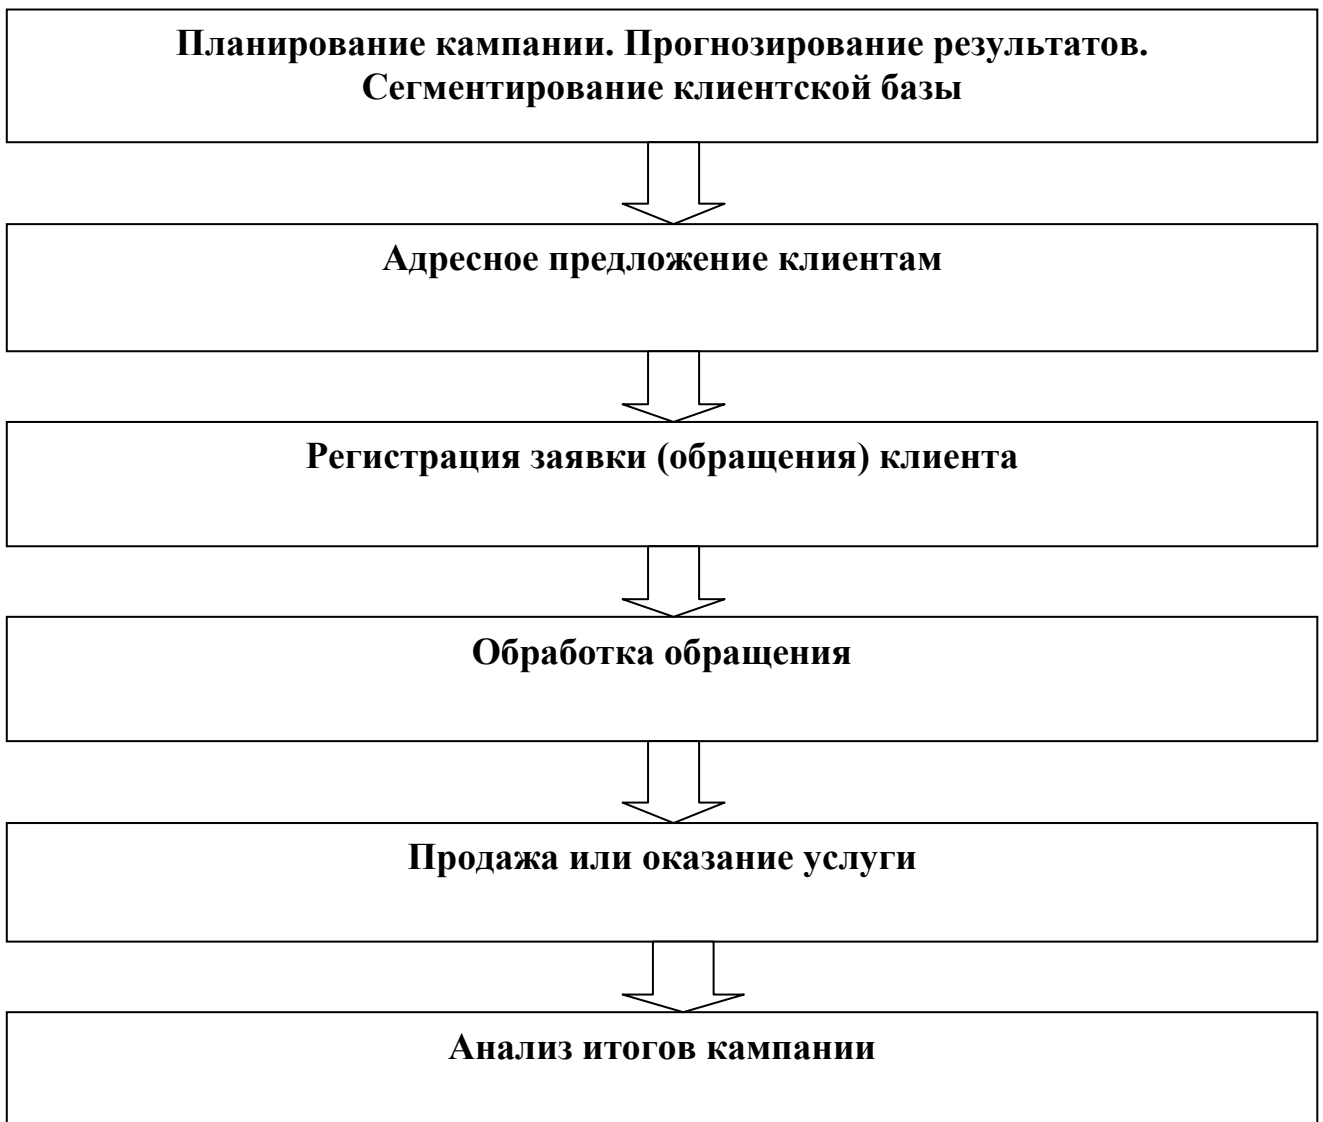 Планирование кампании. Прогнозирование результатов.
Сегментирование клиентской базы
Адресное предложение клиентам
Регистрация заявки (обращения) клиента
Обработка обращения
Продажа или оказание услуги
Анализ итогов кампании